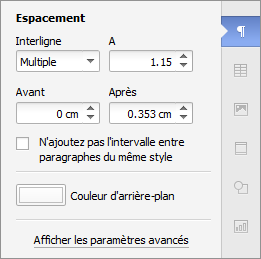 Espacement
Interligne A
Multiple 1.15
Avant Après
0 cm 0.353 cm
N'ajoutez pas l'intervalle entre
paragraphes du même style
Couleur d'arrière-plan
Afficher les paramètres avancés